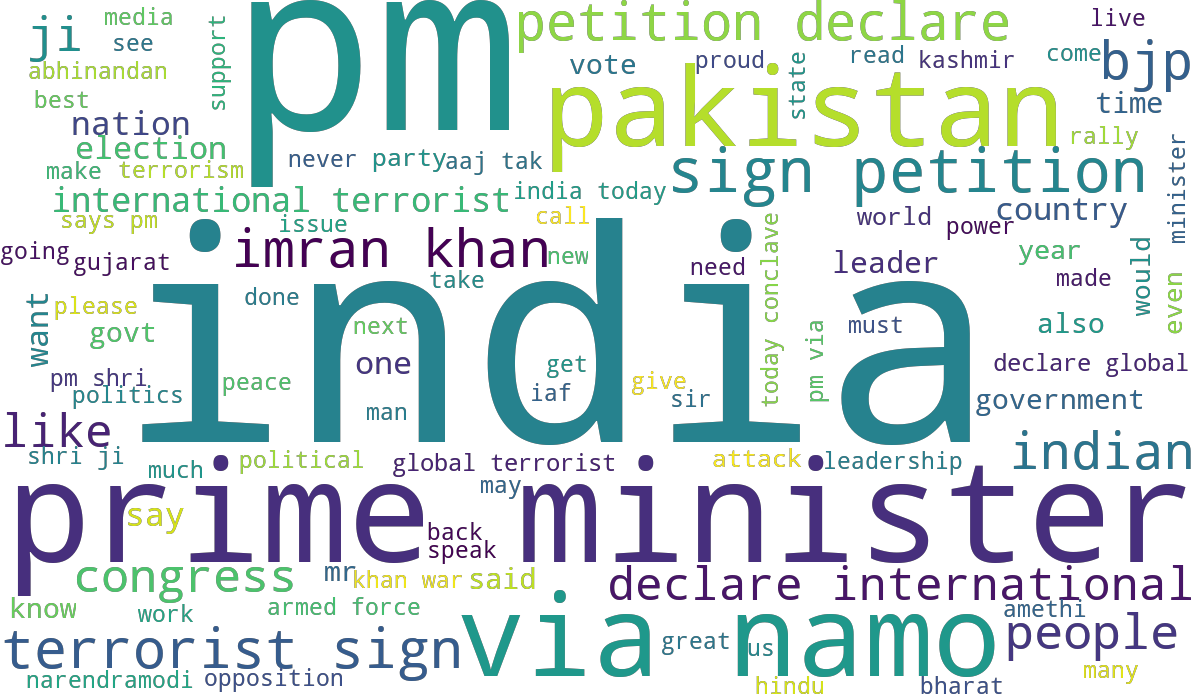 media
ji
see
abhinandan
best
support
pm
petition declare
vote
proud
state
read
kashmir
live
come
bjp
time
pakistan
rally
nation
election
make
terrorism
never
party
aaj tak
sign petition
minister
international terrorist
india today
says pm
issue
call
world
power
country
going
gujarat
imran khan
new
need
leader
year
made
would
even
take
want
please
done
india
today conclave
govt
next
must
also
pm via
pm shri
politics
peace
one
get
iaf
give
sir
declare global
man
government
like
shri ji
much
political
global terrorist
may
attack
leadership
indian
prime minister
say
back
speak
congress
mr
khan war
said
declare international
know
work
armed force
amethi
terrorist sign
via namo
great
us
people
narendramodi
opposition
hindu
bharat
many